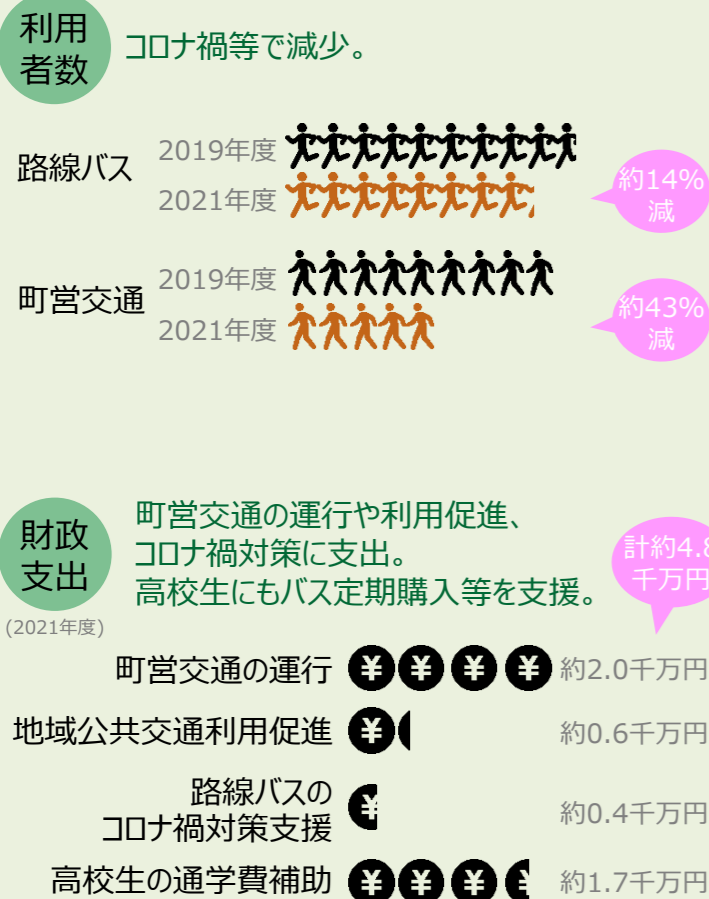 利用
者数
コロナ禍等で減少。
路線バス
2019年度
2021年度
約14%
減
町営交通
2019年度
2021年度
約43%
減
財政
支出
(2021年度)
町営交通の運行や利用促進、
コロナ禍対策に支出。
高校生にもバス定期購入等を支援。
計約4.8
千万円
町営交通の運行
¥ ¥ ¥ ¥
約2.0千万円
地域公共交通利用促進
¥
約0.6千万円
路線バスの
コロナ禍対策支援
¥
約0.4千万円
高校生の通学費補助
¥ ¥ ¥ ¥
約1.7千万円